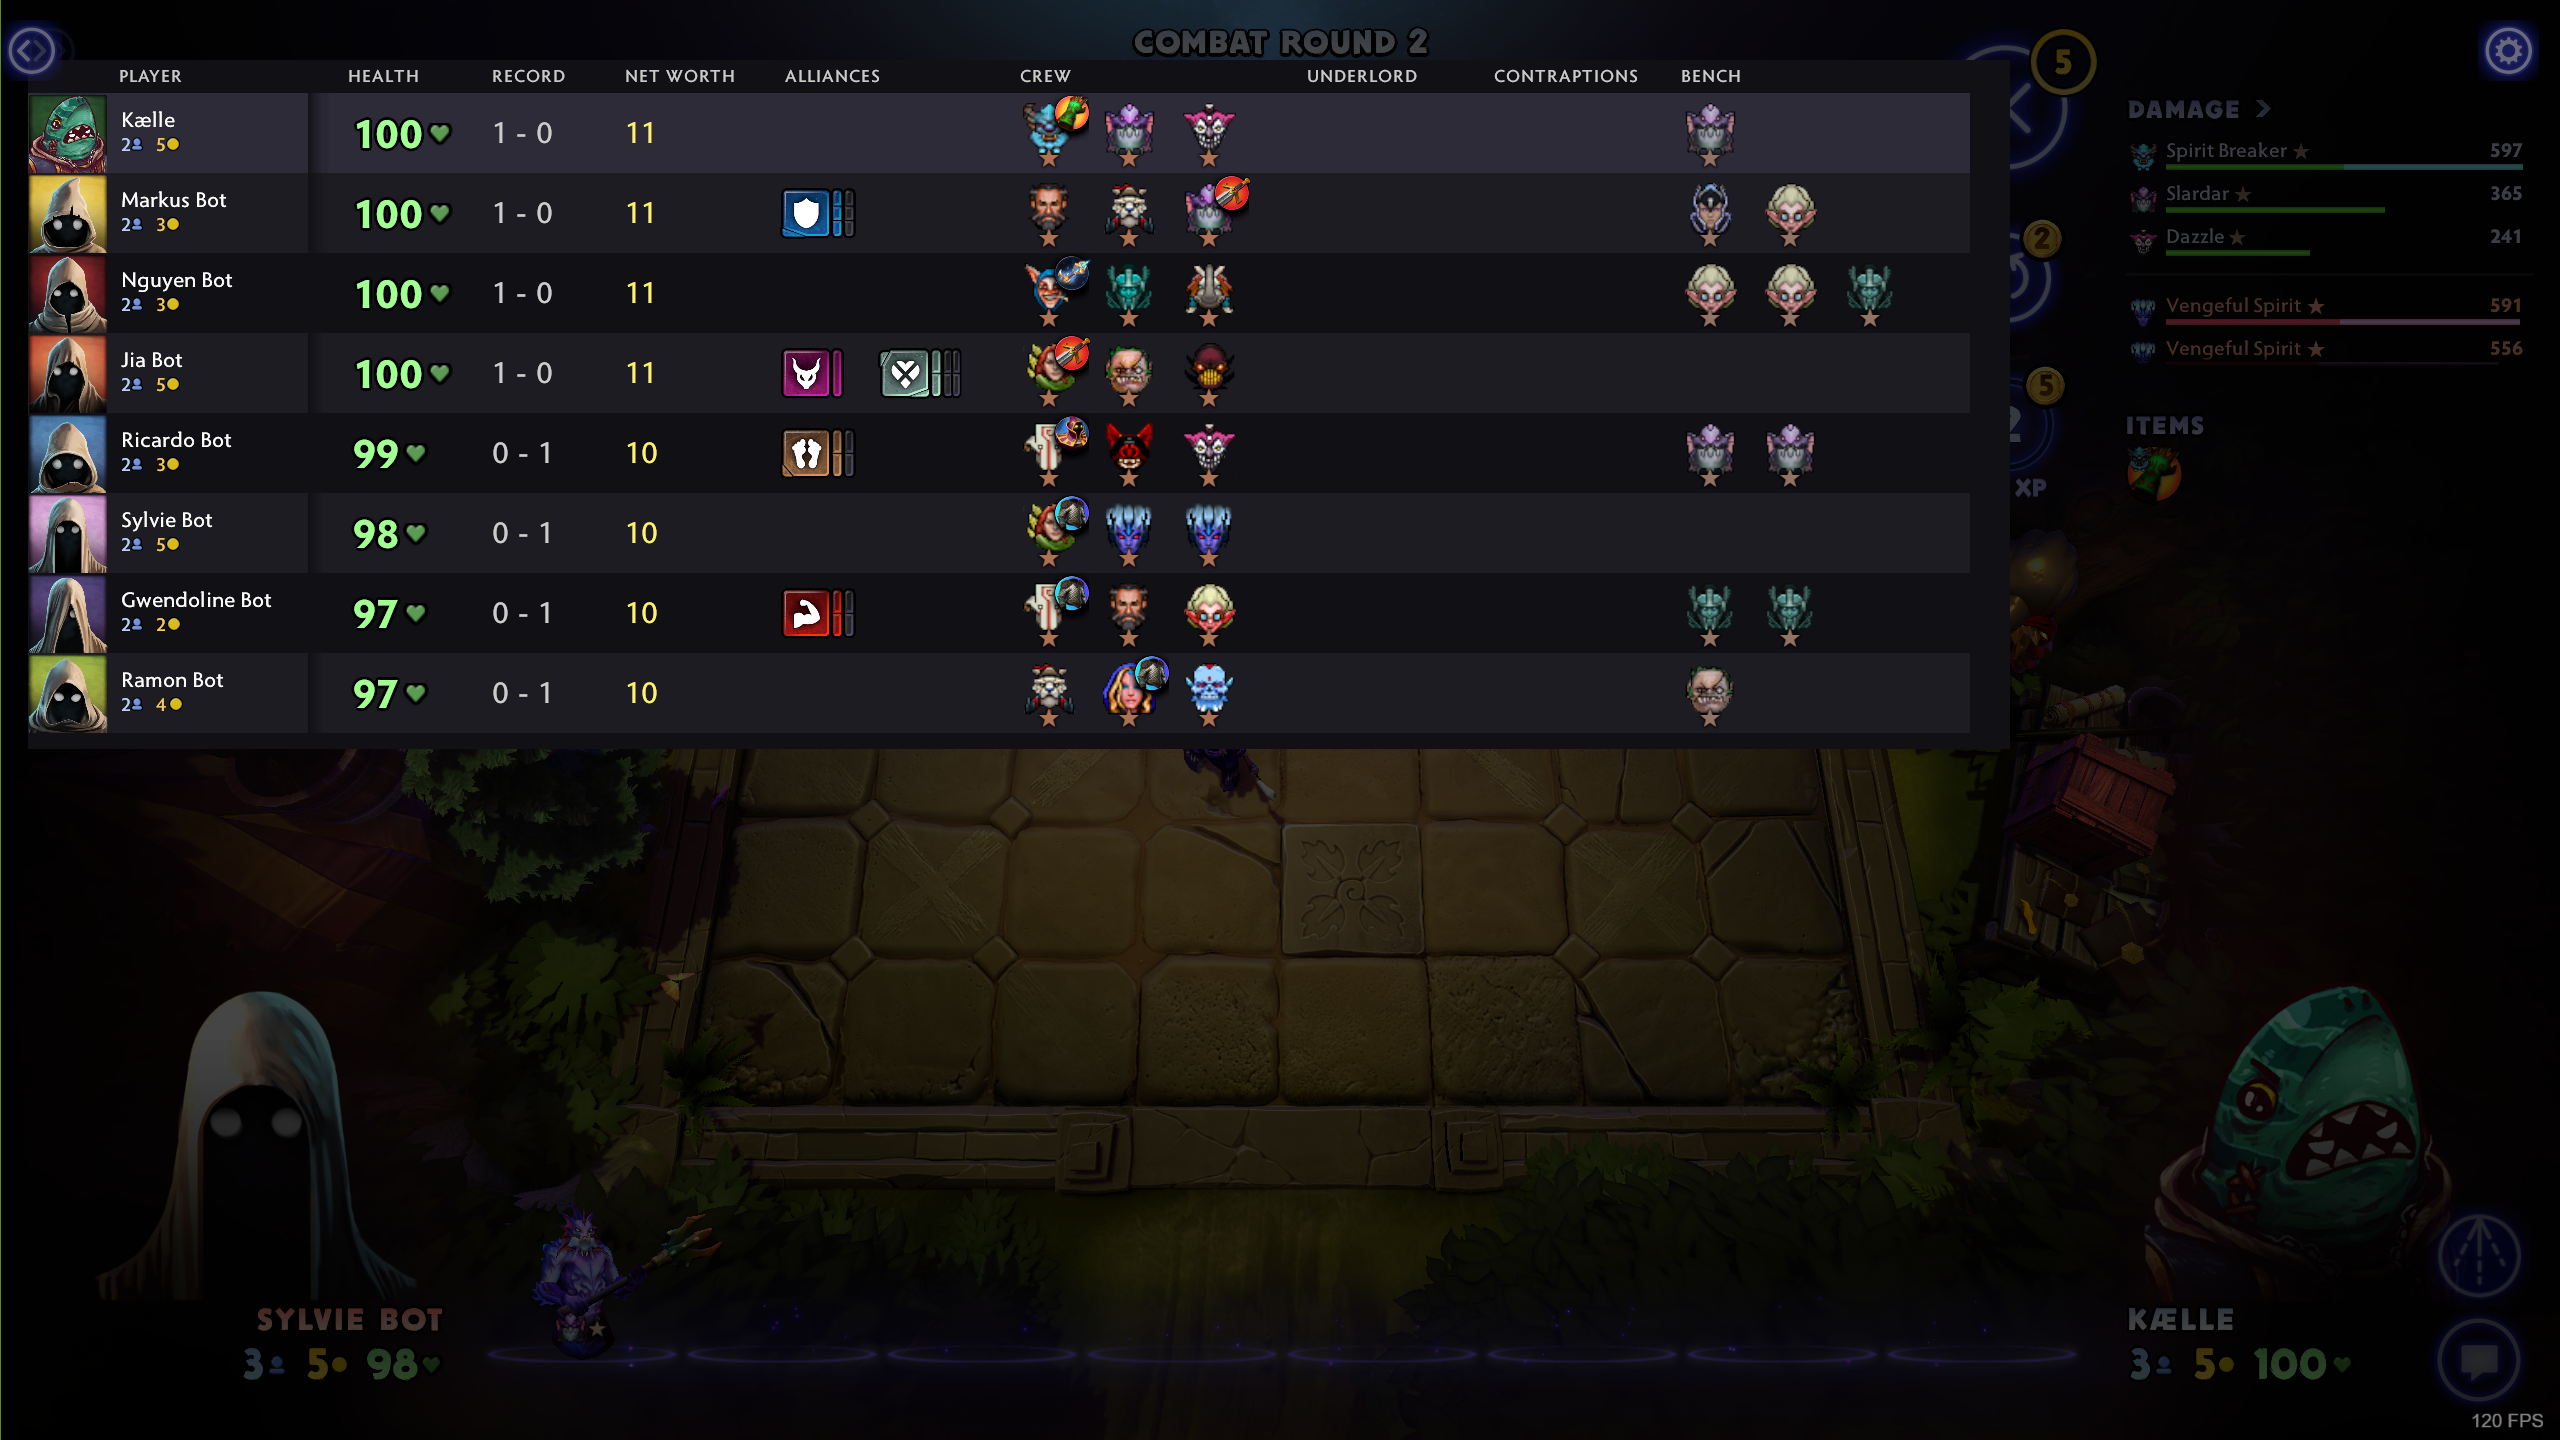 COMBAT ROUND 2
PLAYER HEALTH RECORD NET WORTH ALLIANCES CREW UNDERLORD CONTRAPTIONS BENCH
Kælle
2 5
100 1 - 0 11
Markus Bot
2 3
100 1 - 0 11
Nguyen Bot
2 3
100 1 - 0 11
Jia Bot
2 5
100 1 - 0 11
Ricardo Bot
2 3
99 0 - 1 10
Sylvie Bot
2 5
98 0 - 1 10
Gwendoline Bot
2 2
97 0 - 1 10
Ramon Bot
2 4
97 0 - 1 10
5
2
5
2
XP
DAMAGE >
Spirit Breaker 597
Slardar 365
Dazzle 241
Vengeful Spirit 591
Vengeful Spirit 556
ITEMS
SYLVIE BOT
3 5 98
KÆLLE
3 5 100
120 FPS